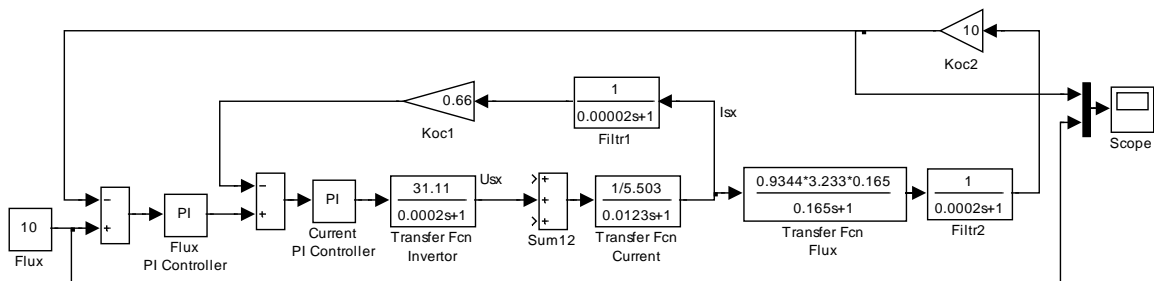 10
Koc2
0.66
Koc1
1
0.00002s+1
Filtr1
Isx
Scope
10
Flux
−
+
PI
Flux
PI Controller
−
+
PI
Current
PI Controller
31.11
0.0002s+1
Transfer Fcn
Invertor
Usx
+
+
+
Sum12
1/5.503
0.0123s+1
Transfer Fcn
Current
0.9344*3.233*0.165
0.165s+1
Transfer Fcn
Flux
1
0.0002s+1
Filtr2